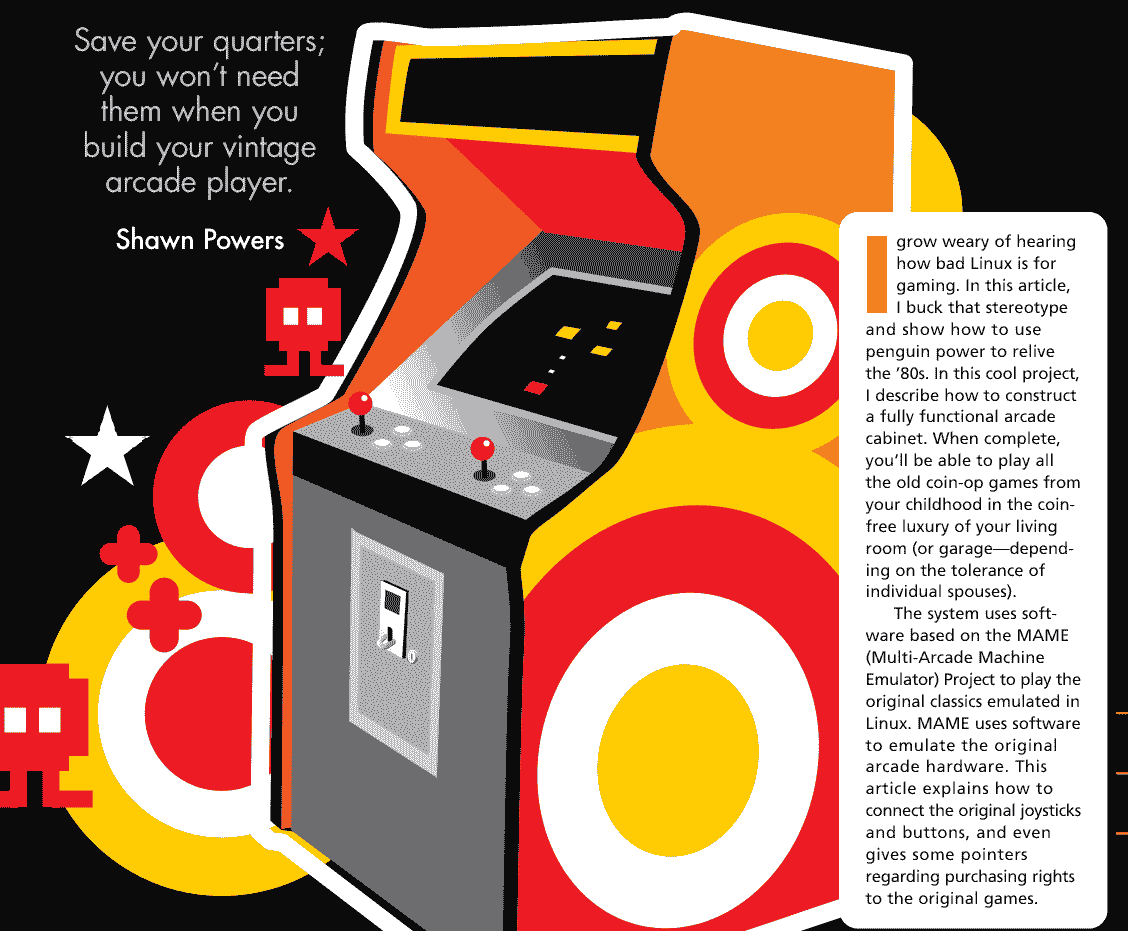 Save your quarters;
you won't need
them when you
build your vintage
arcade player.
Shawn Powers
I grow weary of hearing
how bad Linux is for
gaming. In this article,
I buck that stereotype
and show how to use
penguin power to relive
the '80s. In this cool project,
I describe how to construct
a fully functional arcade
cabinet. When complete,
you'll be able to play all
the old coin-op games from
your childhood in the coin-
free luxury of your living
room (or garage—depend-
ing on the tolerance of
individual spouses).
The system uses soft-
ware based on the MAME
(Multi-Arcade Machine
Emulator) Project to play the
original classics emulated in
Linux. MAME uses software
to emulate the original
arcade hardware. This
article explains how to
connect the original joysticks
and buttons, and even
gives some pointers
regarding purchasing rights
to the original games.